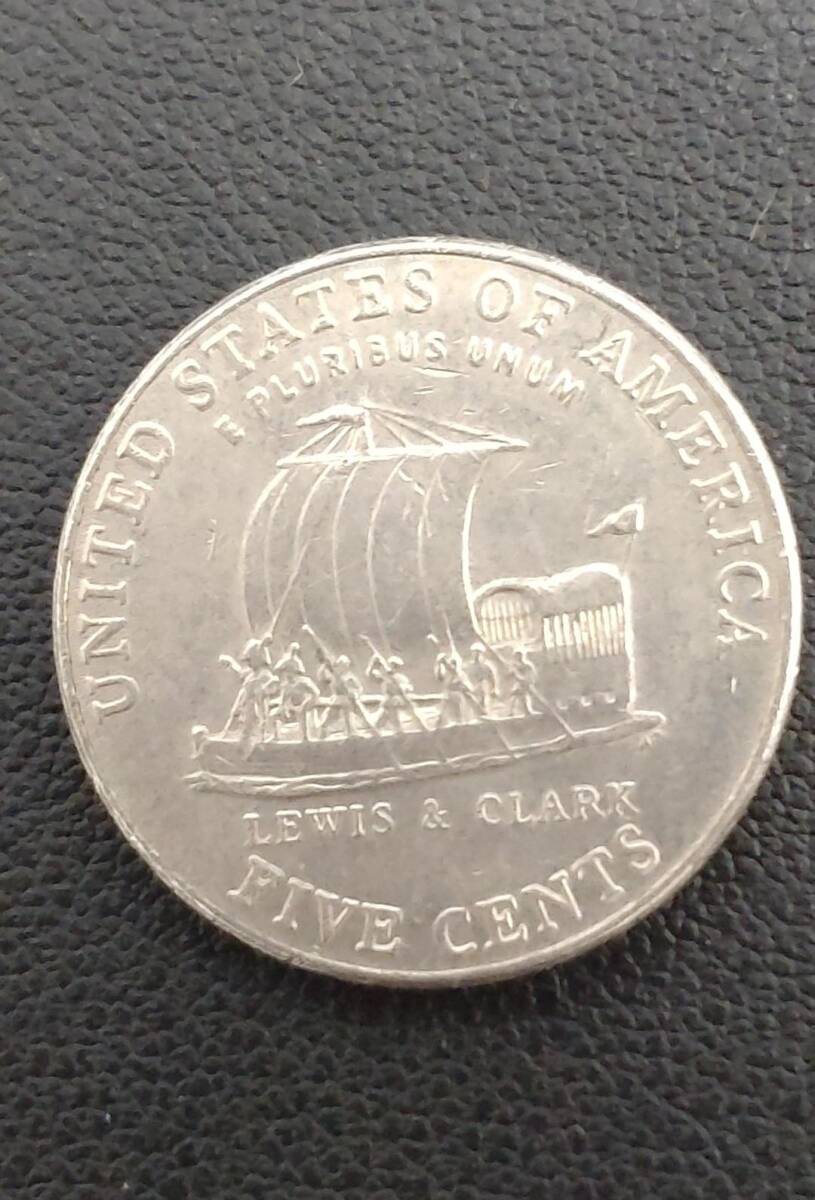 UNITED STATES OF AMERICA
E PLURIBUS UNUM
LEWIS & CLARK
FIVE CENTS